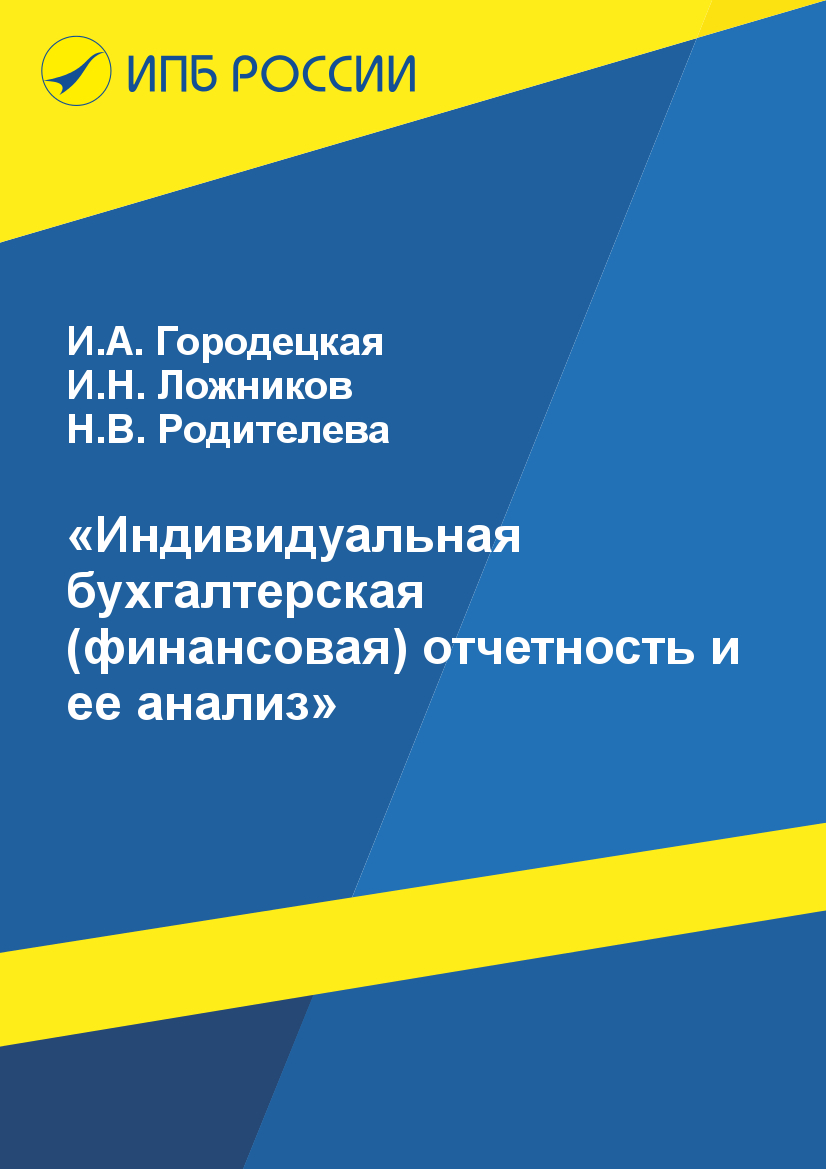 ИПБ РОССИИ
И.А. Городецкая
И.Н. Ложников
Н.В. Родителева
«Индивидуальная
бухгалтерская
(финансовая) отчетность и
ее анализ»